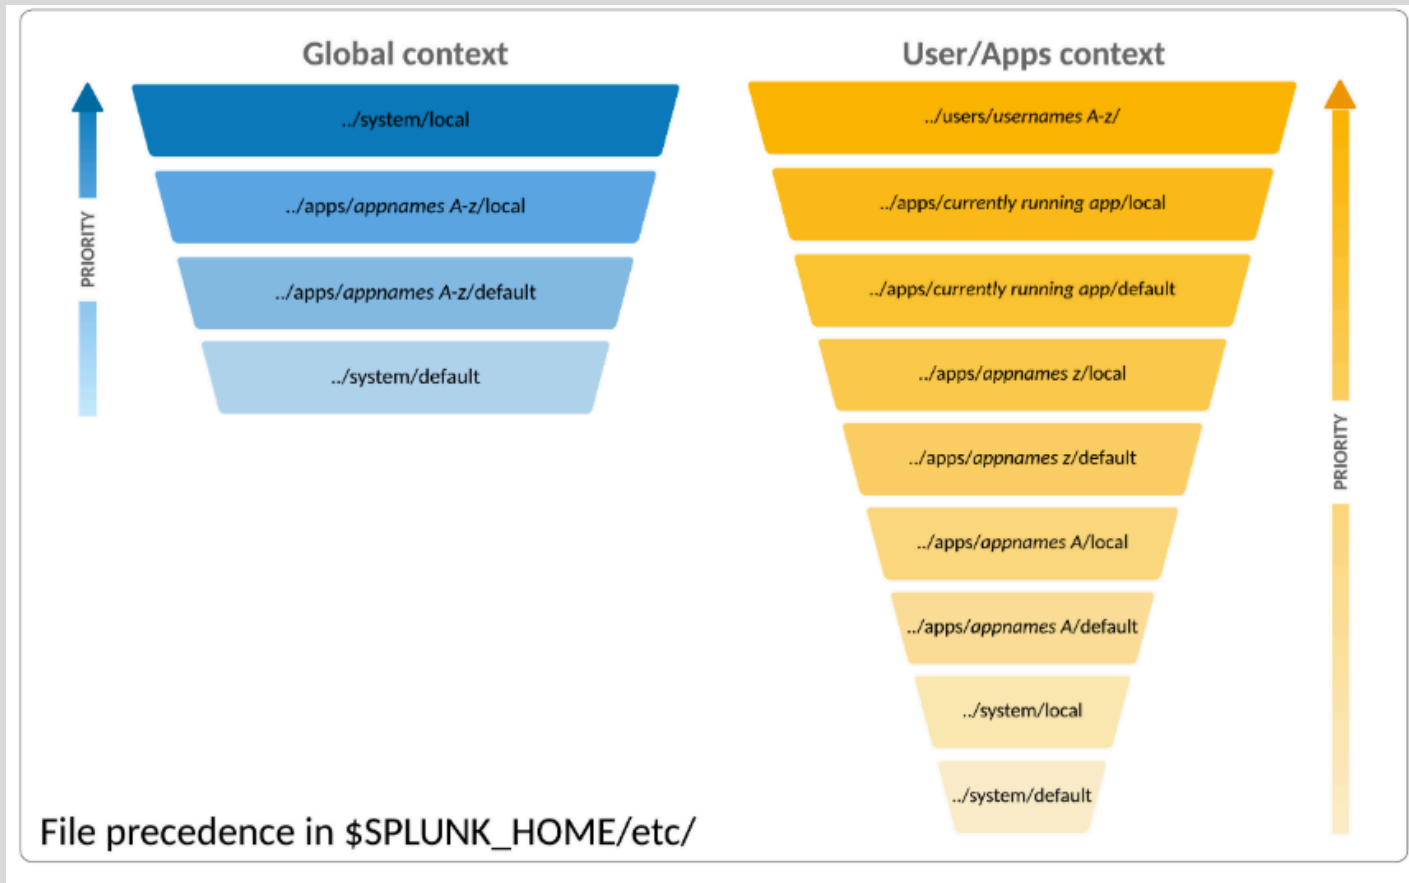 Global context
../system/local
../apps/appnames A-z/local
../apps/appnames A-z/default
../system/default
PRIORITY
User/Apps context
../users/usernames A-z/
../apps/currently running app/local
../apps/currently running app/default
../apps/appnames z/local
../apps/appnames z/default
../apps/appnames A/local
../apps/appnames A/default
../system/local
../system/default
PRIORITY
File precedence in $SPLUNK_HOME/etc/